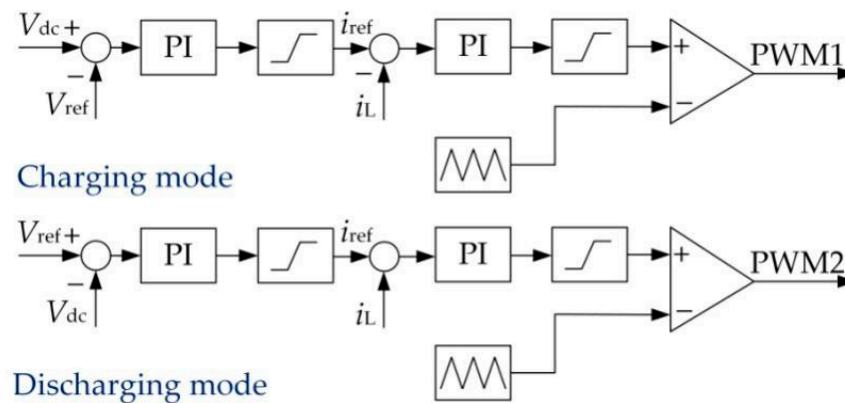 Vdc + iref
PI PI + PWM1
− − −
Vref iL
Charging mode
Vref + iref
PI PI + PWM2
− −
Vdc iL
Discharging mode